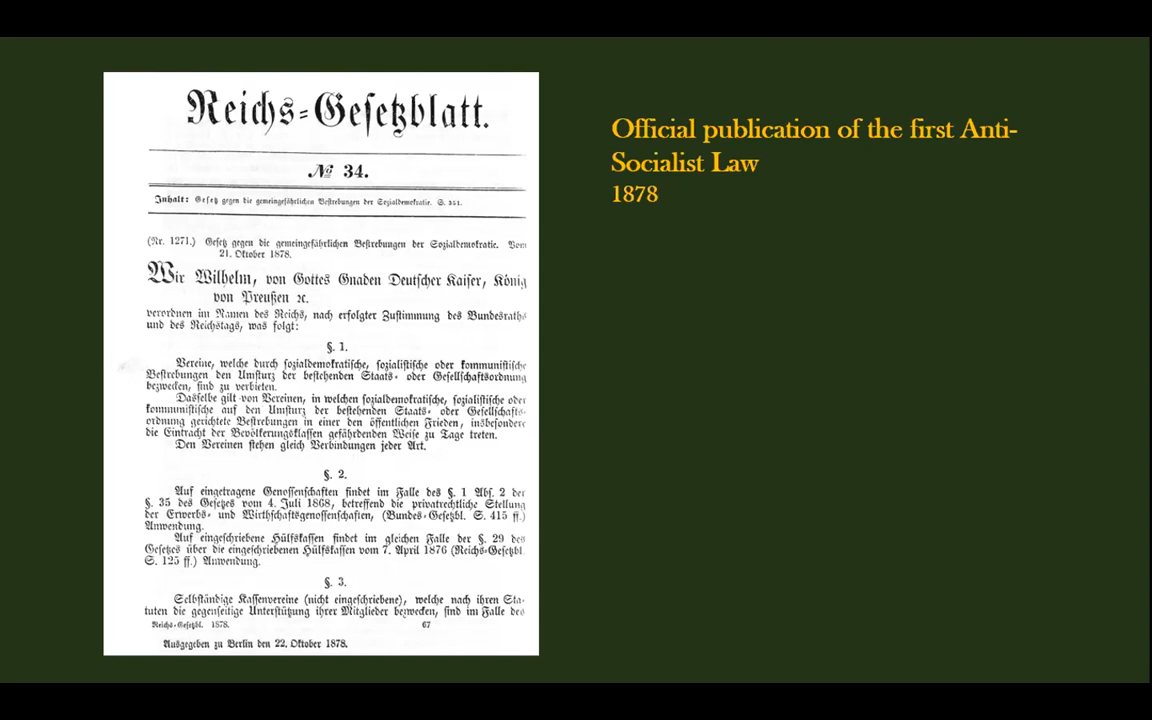 Reichs-Gesetzblatt.
№ 34.
Inhalt: Gesetz gegen die gemeingefährlichen Bestrebungen der Sozialdemokratie. S. 351.
(Nr. 1271.) Gesetz gegen die gemeingefährlichen Bestrebungen der Sozialdemokratie. Vom
21. Oktober 1878.
Wir Wilhelm, von Gottes Gnaden Deutscher Kaiser, König
von Preußen ꝛc.
verordnen im Namen des Reichs, nach erfolgter Zustimmung des Bundesraths
und des Reichstags, was folgt:
§. 1.
Vereine, welche durch sozialdemokratische, sozialistische oder kommunistische
Bestrebungen den Umsturz der bestehenden Staats- oder Gesellschaftsordnung
bezwecken, sind zu verbieten.
Dasselbe gilt von Vereinen, in welchen sozialdemokratische, sozialistische oder
kommunistische auf den Umsturz der bestehenden Staats- oder Gesellschafts-
ordnung gerichtete Bestrebungen in einer den öffentlichen Frieden, insbesondere
die Eintracht der Bevölkerungsklassen gefährdenden Weise zu Tage treten.
Den Vereinen stehen gleich Verbindungen jeder Art.
§. 2.
Auf eingetragene Genossenschaften findet im Falle des §. 1 Abs. 2 der
§. 35 des Gesetzes vom 4. Juli 1868, betreffend die privatrechtliche Stellung
der Erwerbs- und Wirthschaftsgenossenschaften, (Bundes-Gesetzbl. S. 415 ff.)
Anwendung.
Auf eingeschriebene Hülfskassen findet im gleichen Falle der §. 29 des
Gesetzes über die eingeschriebenen Hülfskassen vom 7. April 1876 (Reichs-Gesetzbl.
S. 125 ff.) Anwendung.
§. 3.
Selbständige Kassenvereine (nicht eingeschriebene), welche nach ihren Sta-
tuten die gegenseitige Unterstützung ihrer Mitglieder bezwecken, sind im Falle des
Reichs-Gesetzbl. 1878. 67
Ausgegeben zu Berlin den 22. Oktober 1878.
Official publication of the first Anti-
Socialist Law
1878